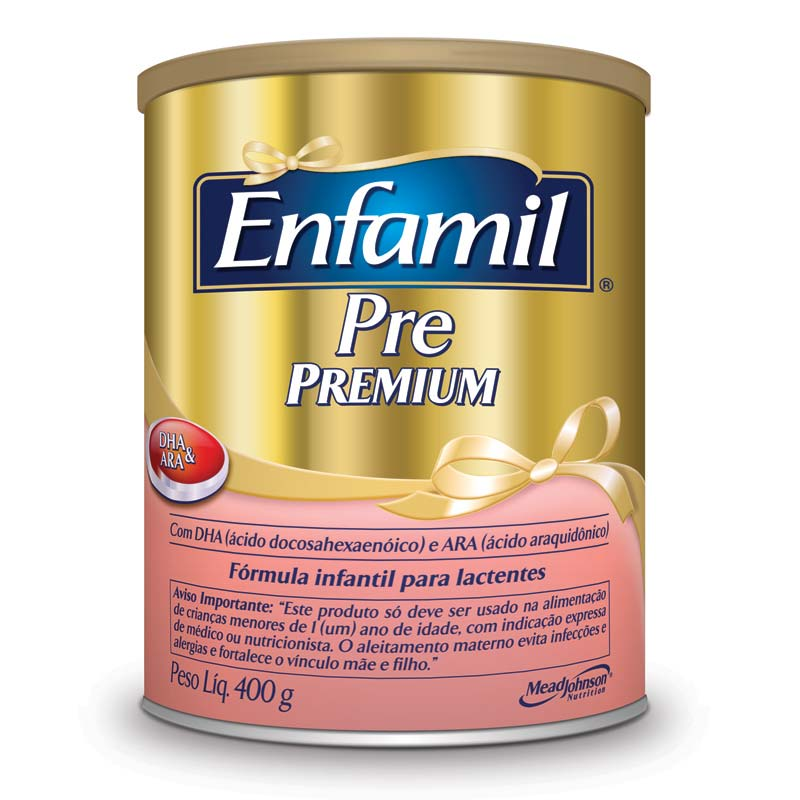 Enfamil
®
Pre
PREMIUM
DHA
& ARA
Com DHA (ácido docosahexaenóico) e ARA (ácido araquidônico)
Fórmula infantil para lactentes
Aviso Importante: “Este produto só deve ser usado na alimentação
de crianças menores de 1 (um) ano de idade, com indicação expressa
de médico ou nutricionista. O aleitamento materno evita infecções e
alergias e fortalece o vínculo mãe e filho.”
Peso Líq. 400 g
MeadJohnson®
Nutrition